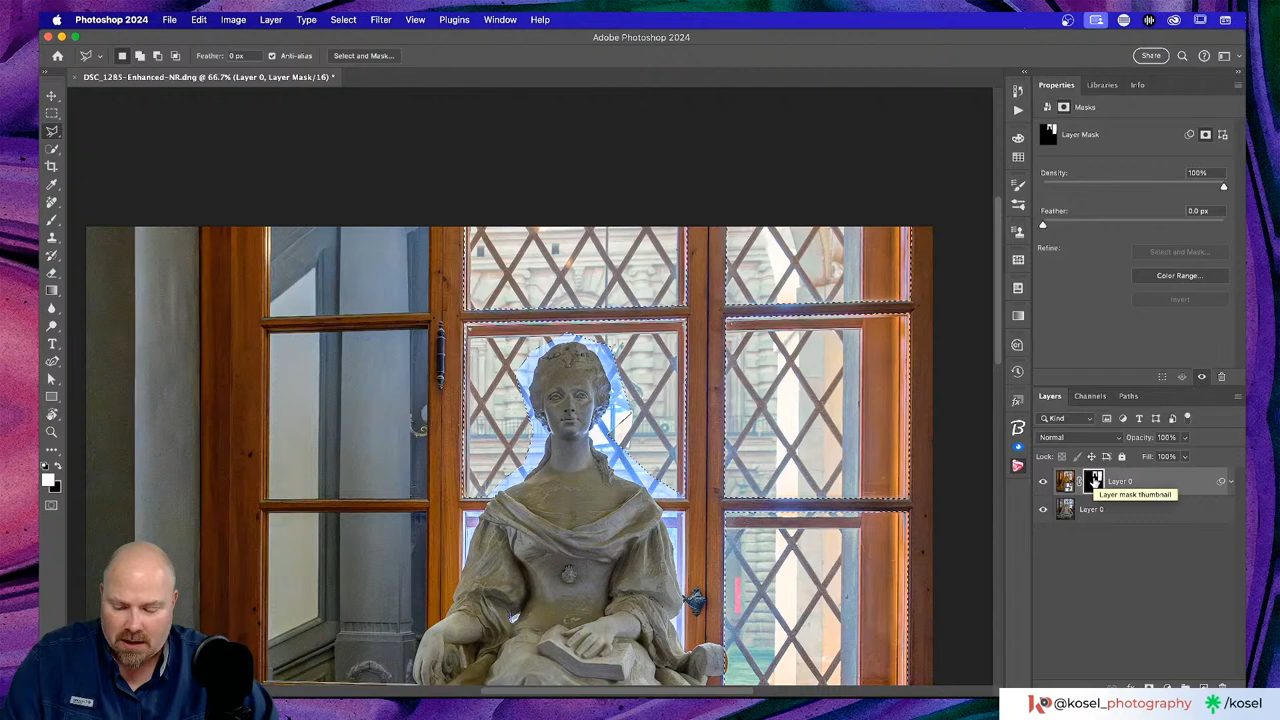 Photoshop 2024 File Edit Image Layer Type Select Filter Plugins View Window Help
Adobe Photoshop 2024
Feather: 0 px Anti-alias Select and Mask... Share
× DSC_1285-Enhanced-NR.dng @ 66.7% (Layer 0, Layer Mask/16) *
Properties Libraries Info
Masks
Layer Mask
Density: 100%
Feather: 0.0 px
Refine: Select and Mask...
Color Range...
Invert
Layers Channels Paths
Kind
Normal Opacity: 100%
Lock: Fill: 100%
Layer 0
Layer mask thumbnail
Layer 0
@kosel_photography /kosel